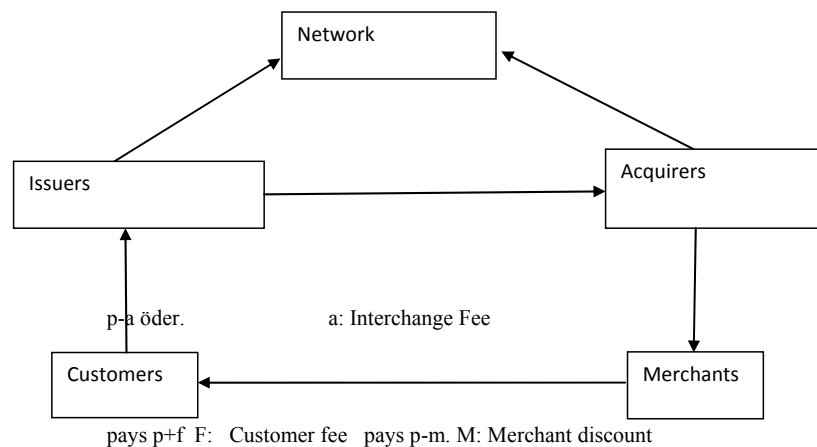 Network
Issuers
Acquirers
p-a öder. a: Interchange Fee
Customers
Merchants
pays p+f F: Customer fee pays p-m. M: Merchant discount